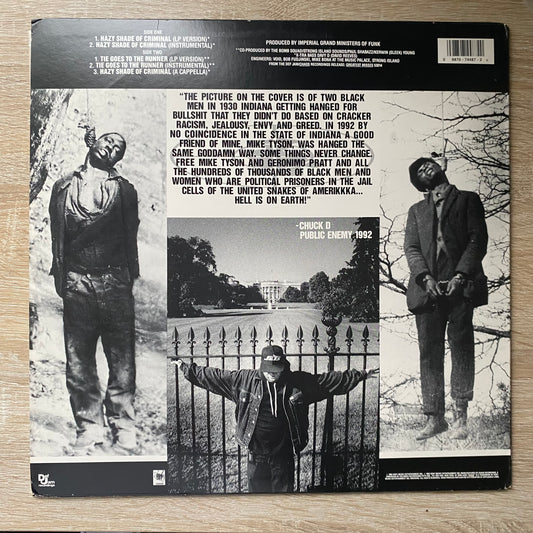 SIDE ONE
1. HAZY SHADE OF CRIMINAL (LP VERSION)*
2. HAZY SHADE OF CRIMINAL (INSTRUMENTAL)*
SIDE TWO
1. TIE GOES TO THE RUNNER (LP VERSION)**
2. TIE GOES TO THE RUNNER (INSTRUMENTAL)**
3. HAZY SHADE OF CRIMINAL (A CAPPELLA)*
PRODUCED BY IMPERIAL GRAND MINISTERS OF FUNK
"THE PICTURE ON THE COVER IS OF TWO BLACK
MEN IN 1930 INDIANA GETTING HANGED FOR
BULLSHIT THAT THEY DIDN'T DO BASED ON CRACKER
RACISM, JEALOUSY, ENVY AND GREED. IN 1992 BY
NO COINCIDENCE IN THE STATE OF INDIANA A GOOD
FRIEND OF MINE, MIKE TYSON, WAS HANGED THE
SAME GODDAMN WAY. SOME THINGS NEVER CHANGE.
FREE MIKE TYSON AND GERONIMO PRATT AND ALL
THE HUNDREDS OF THOUSANDS OF BLACK MEN AND
WOMEN WHO ARE POLITICAL PRISONERS IN THE JAIL
CELLS OF THE UNITED SNAKES OF AMERIKKKA...
HELL IS ON EARTH!"
-CHUCK D
PUBLIC ENEMY, 1992
Def Jam
recordings